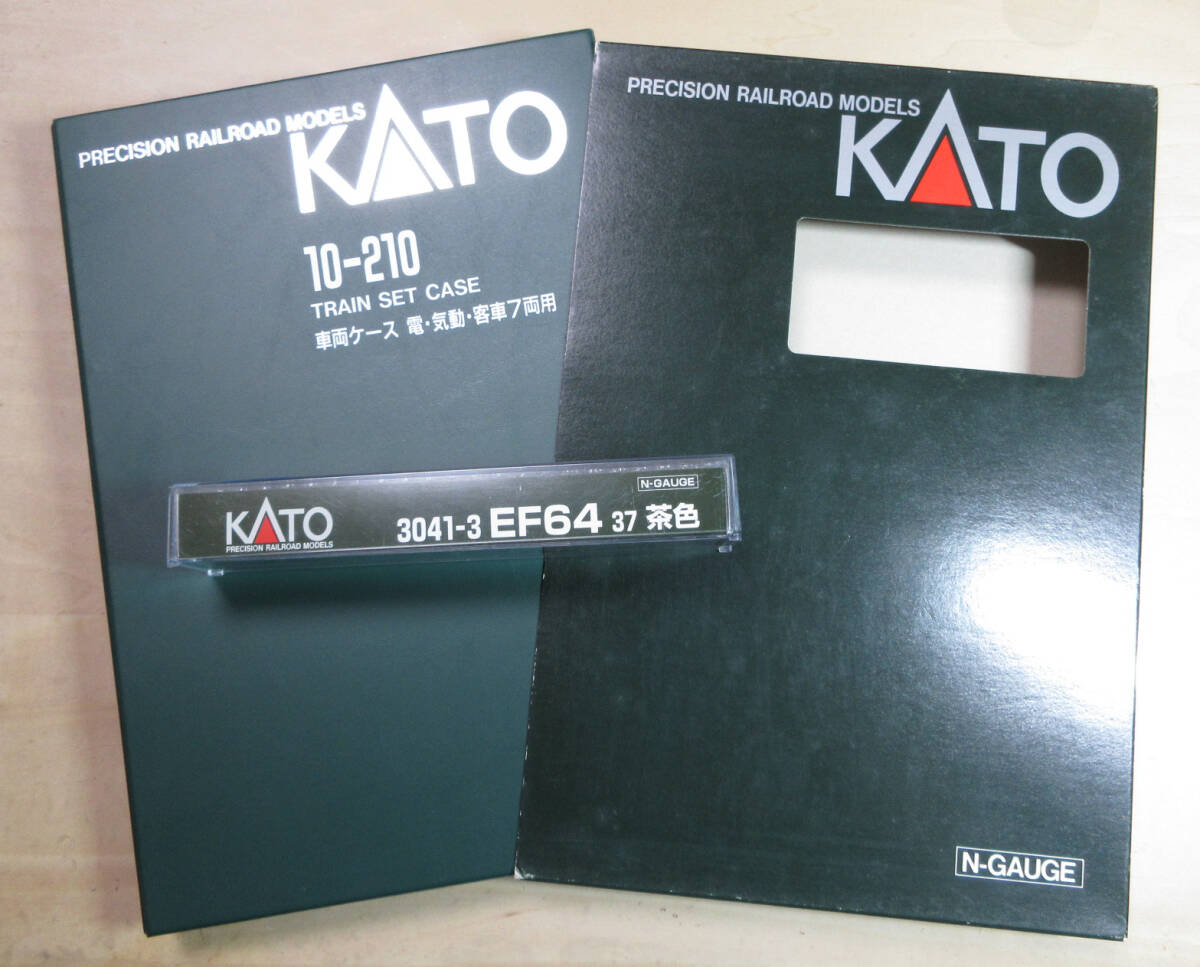 PRECISION RAILROAD MODELS
KATO
10-210
TRAIN SET CASE
車両ケース 電・気動・客車7両用
PRECISION RAILROAD MODELS
KATO
N-GAUGE
KATO
PRECISION RAILROAD MODELS
3041-3 EF64 37 茶色
N-GAUGE